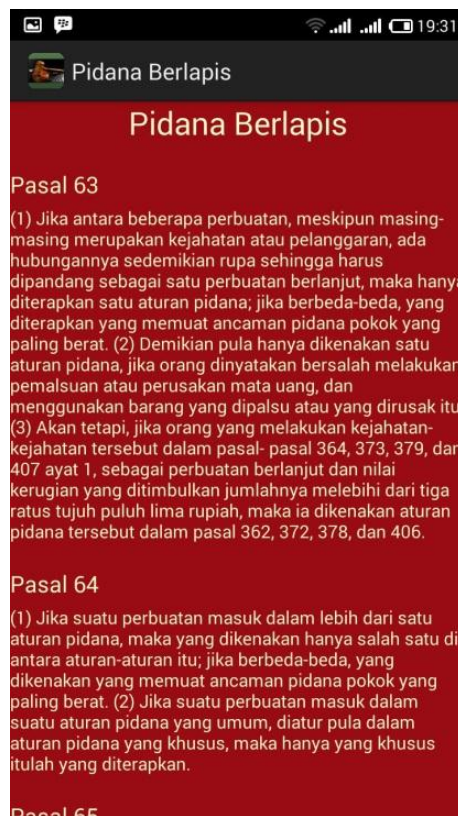 19:31
Pidana Berlapis
Pidana Berlapis
Pasal 63
(1) Jika antara beberapa perbuatan, meskipun masing-
masing merupakan kejahatan atau pelanggaran, ada
hubungannya sedemikian rupa sehingga harus
dipandang sebagai satu perbuatan berlanjut, maka hanya
diterapkan satu aturan pidana; jika berbeda-beda, yang
diterapkan yang memuat ancaman pidana pokok yang
paling berat. (2) Demikian pula hanya dikenakan satu
aturan pidana, jika orang dinyatakan bersalah melakukan
pemalsuan atau perusakan mata uang, dan
menggunakan barang yang dipalsu atau yang dirusak itu.
(3) Akan tetapi, jika orang yang melakukan kejahatan-
kejahatan tersebut dalam pasal- pasal 364, 373, 379, dan
407 ayat 1, sebagai perbuatan berlanjut dan nilai
kerugian yang ditimbulkan jumlahnya melebihi dari tiga
ratus tujuh puluh lima rupiah, maka ia dikenakan aturan
pidana tersebut dalam pasal 362, 372, 378, dan 406.
Pasal 64
(1) Jika suatu perbuatan masuk dalam lebih dari satu
aturan pidana, maka yang dikenakan hanya salah satu di
antara aturan-aturan itu; jika berbeda-beda, yang
dikenakan yang memuat ancaman pidana pokok yang
paling berat. (2) Jika suatu perbuatan masuk dalam
suatu aturan pidana yang umum, diatur pula dalam
aturan pidana yang khusus, maka hanya yang khusus
itulah yang diterapkan.
Pasal 65